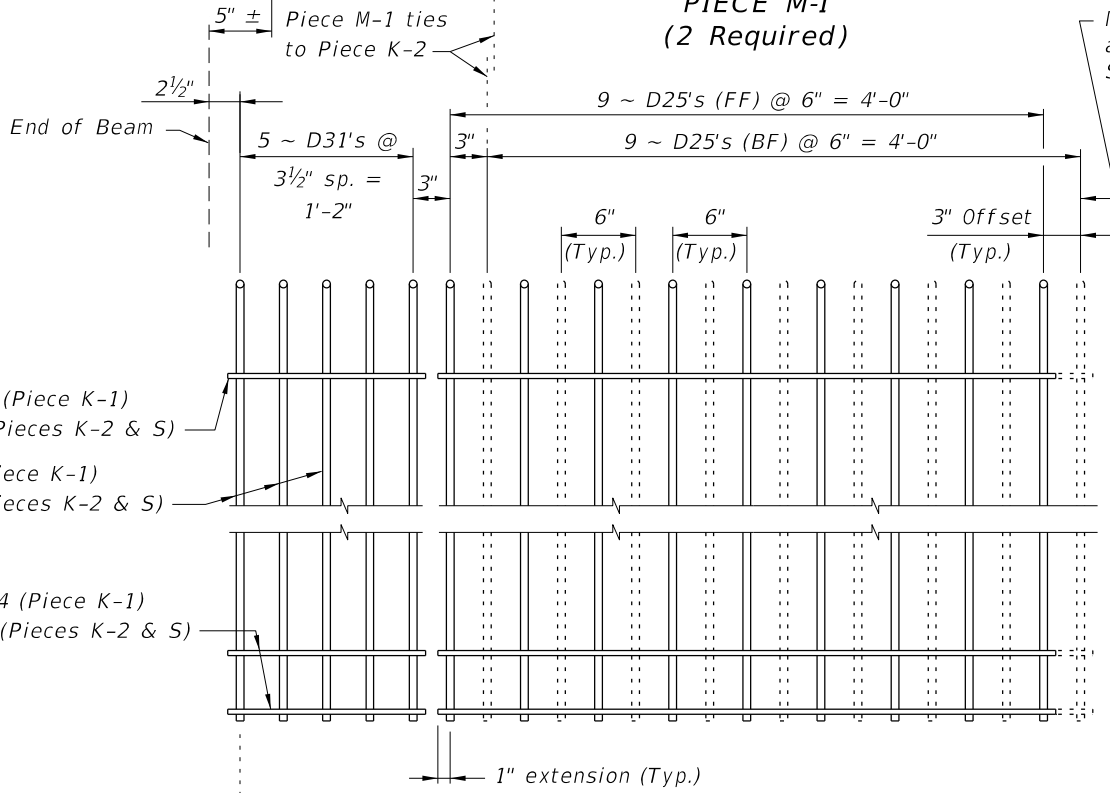 PIECE M-1
(2 Required)
5" ±
Piece M-1 ties
to Piece K-2
2½"
End of Beam
9 ~ D25's (FF) @ 6" = 4'-0"
5 ~ D31's @
3½" sp. =
1'-2"
3"
9 ~ D25's (BF) @ 6" = 4'-0"
3"
6"
(Typ.)
6"
(Typ.)
3" Offset
(Typ.)
(Piece K-1)
Pieces K-2 & S)
iece K-1)
ieces K-2 & S)
4 (Piece K-1)
(Pieces K-2 & S)
1" extension (Typ.)